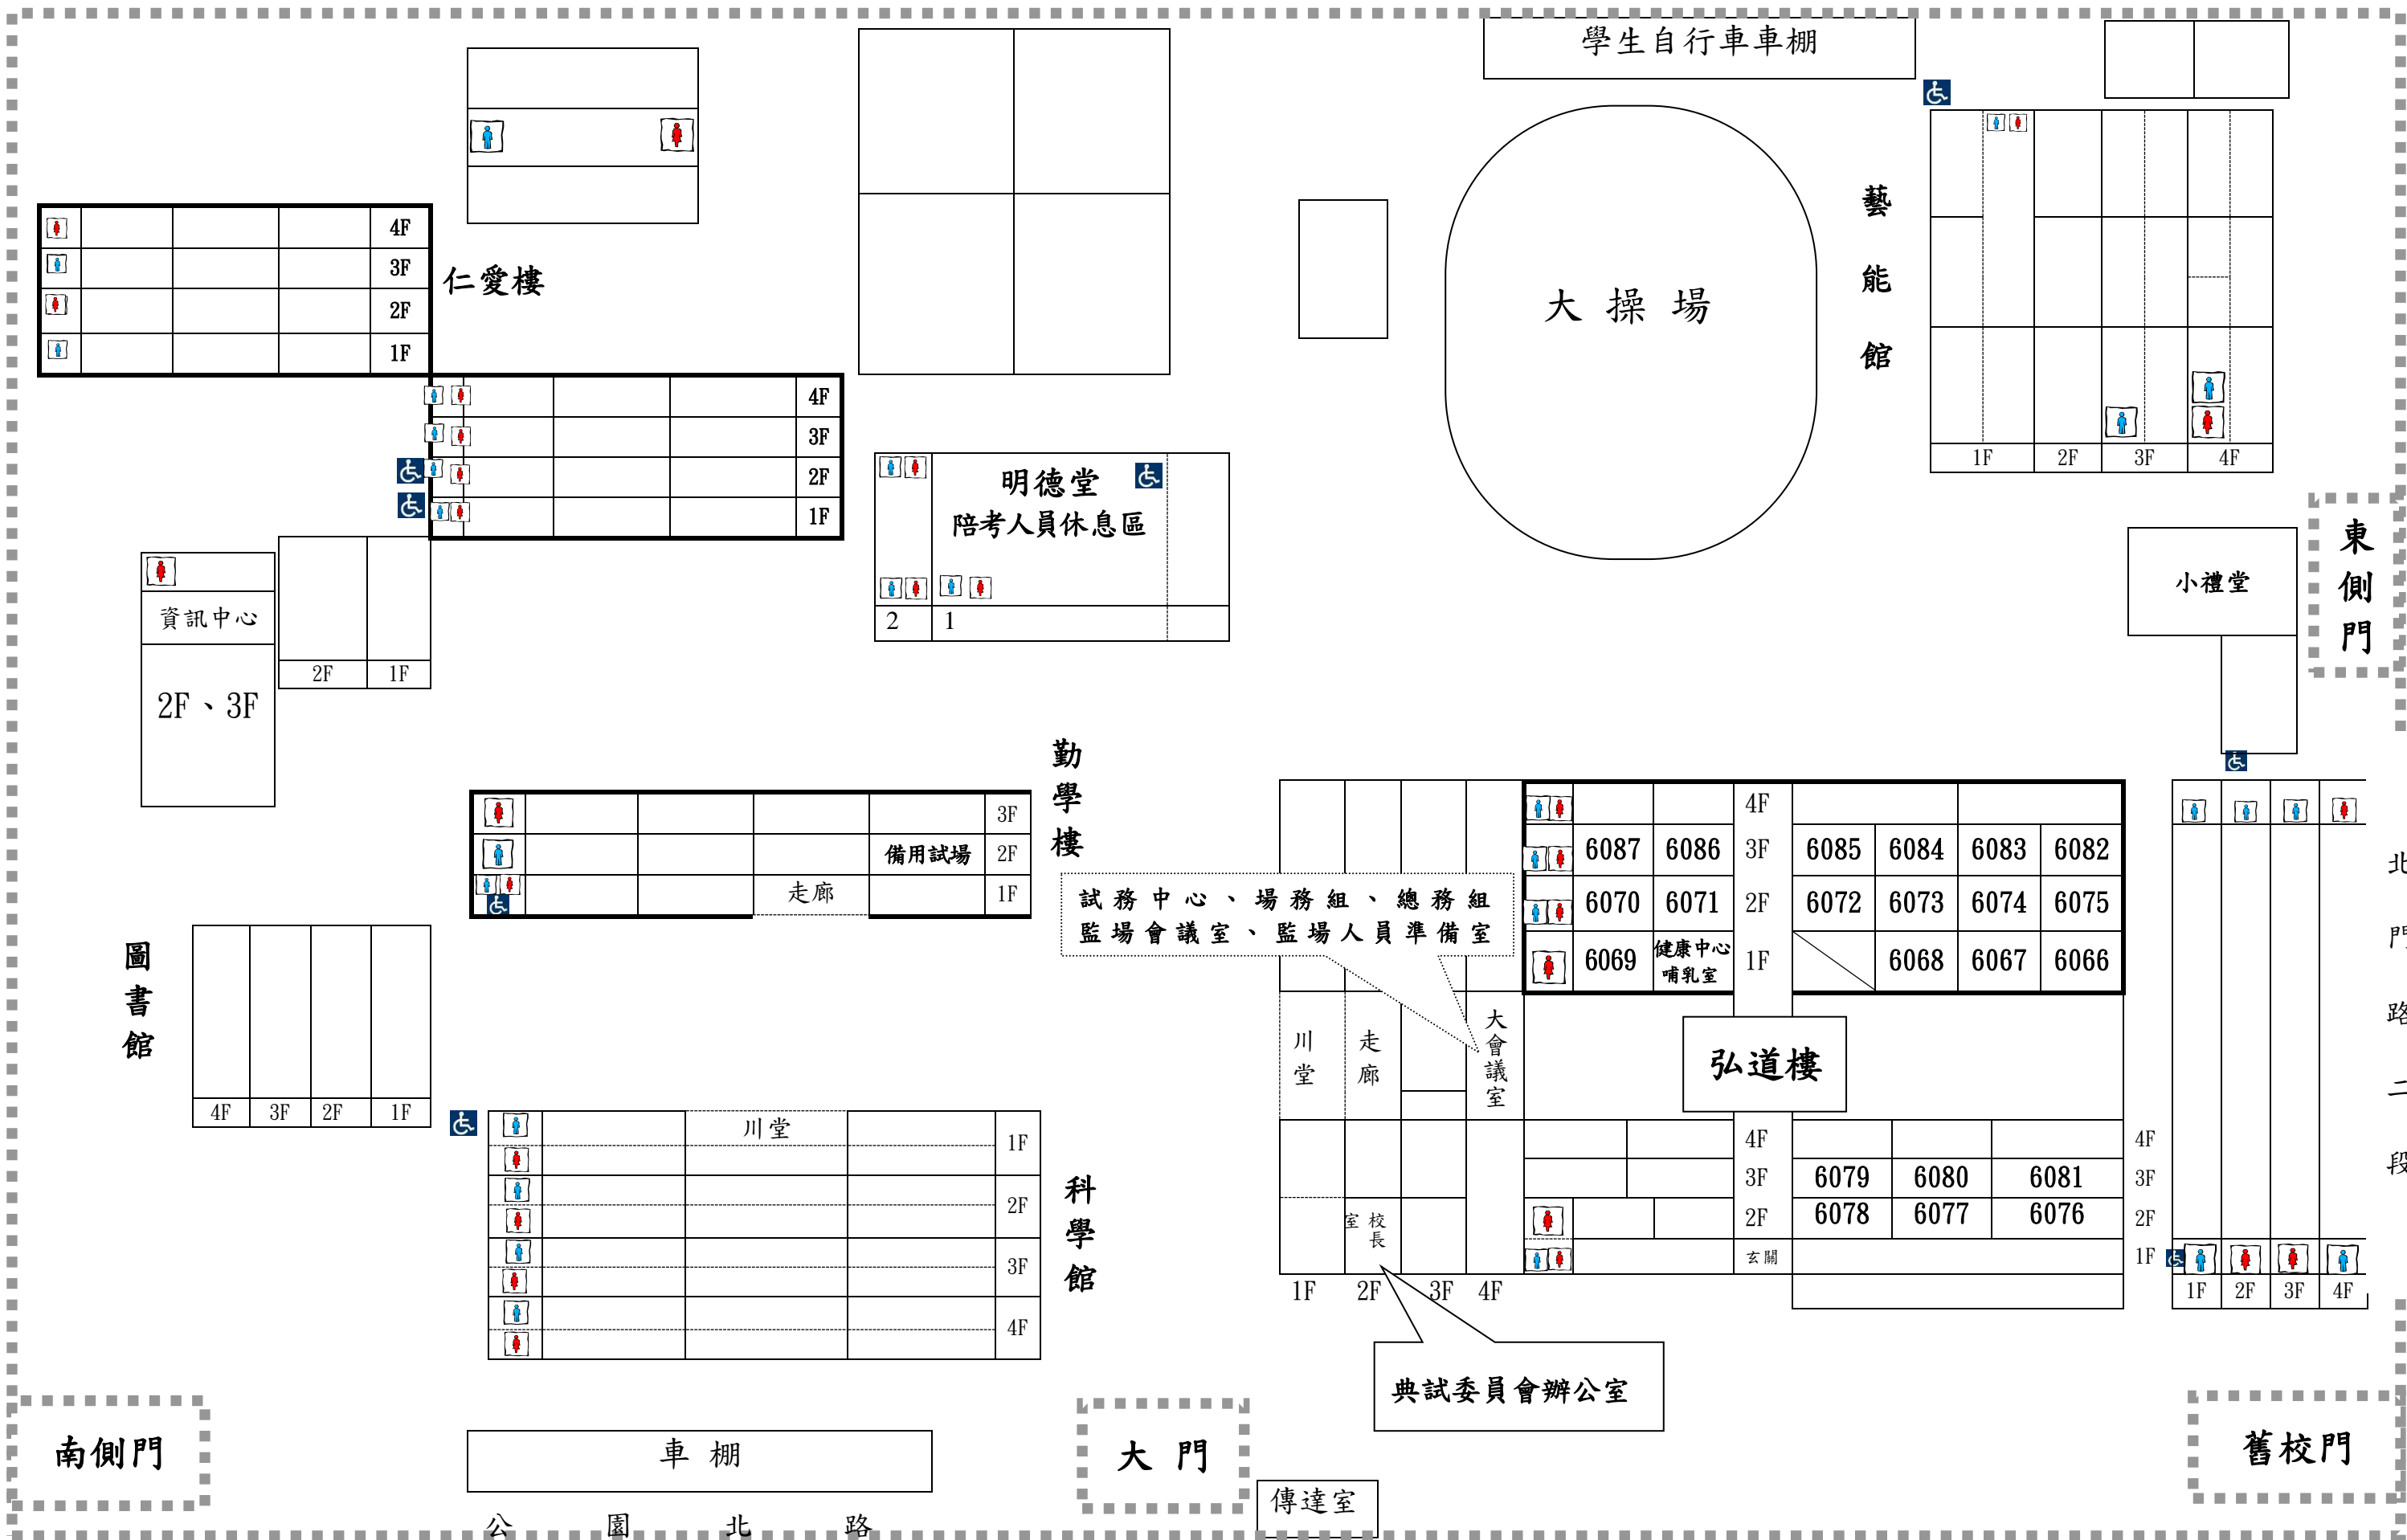 學生自行車車棚
4F
3F
2F
1F
仁愛樓
4F
3F
2F
1F
大操場
藝能館
1F 2F 3F 4F
明德堂
陪考人員休息區
2 1
東側門
小禮堂
資訊中心
2F、3F
2F 1F
勤學樓
3F
備用試場 2F
走廊 1F
圖書館
4F 3F 2F 1F
試務中心、場務組、總務組
監場會議室、監場人員準備室
4F
6087 6086 3F 6085 6084 6083 6082
6070 6071 2F 6072 6073 6074 6075
6069 健康中心 1F 6068 6067 6066
哺乳室
川堂
走廊
大會議室
弘道樓
4F 4F
3F 6079 6080 6081 3F
2F 6078 6077 6076 2F
玄關 1F
校長室
1F 2F 3F 4F
1F 2F 3F 4F
北門路二段
川堂
1F
2F
3F
4F
科學館
典試委員會辦公室
南側門
車棚
大門
傳達室
舊校門
公園北路